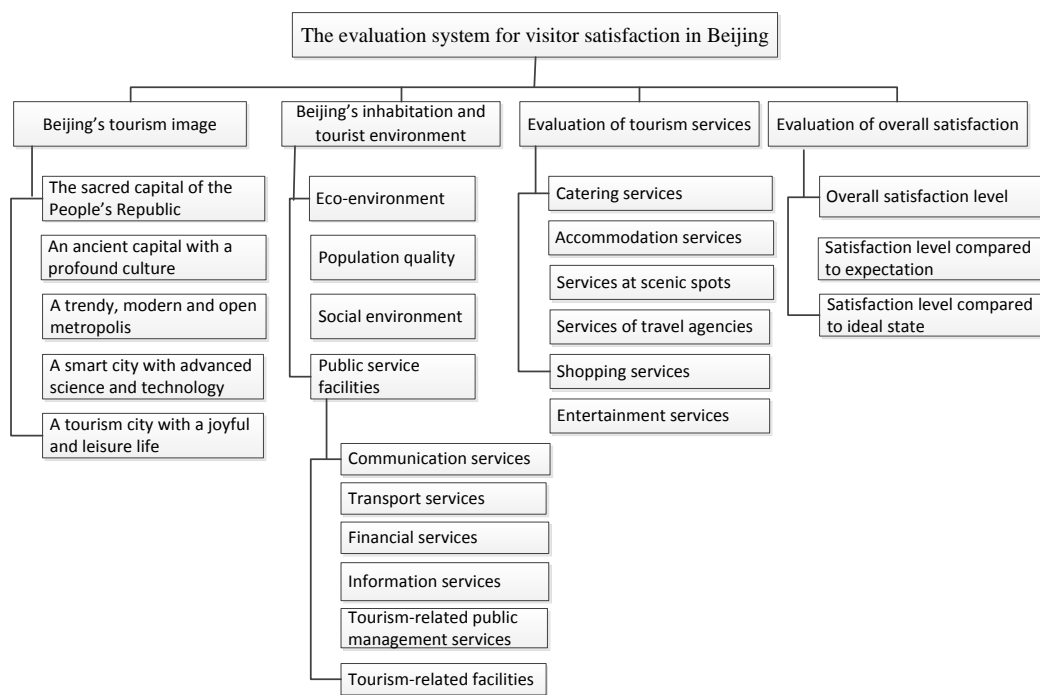 The evaluation system for visitor satisfaction in Beijing
Beijing's tourism image
The sacred capital of the
People's Republic
An ancient capital with a
profound culture
A trendy, modern and open
metropolis
A smart city with advanced
science and technology
A tourism city with a joyful
and leisure life
Beijing's inhabitation and
tourist environment
Eco-environment
Population quality
Social environment
Public service
facilities
Communication services
Transport services
Financial services
Information services
Tourism-related public
management services
Tourism-related facilities
Evaluation of tourism services
Catering services
Accommodation services
Services at scenic spots
Services of travel agencies
Shopping services
Entertainment services
Evaluation of overall satisfaction
Overall satisfaction level
Satisfaction level compared
to expectation
Satisfaction level compared
to ideal state